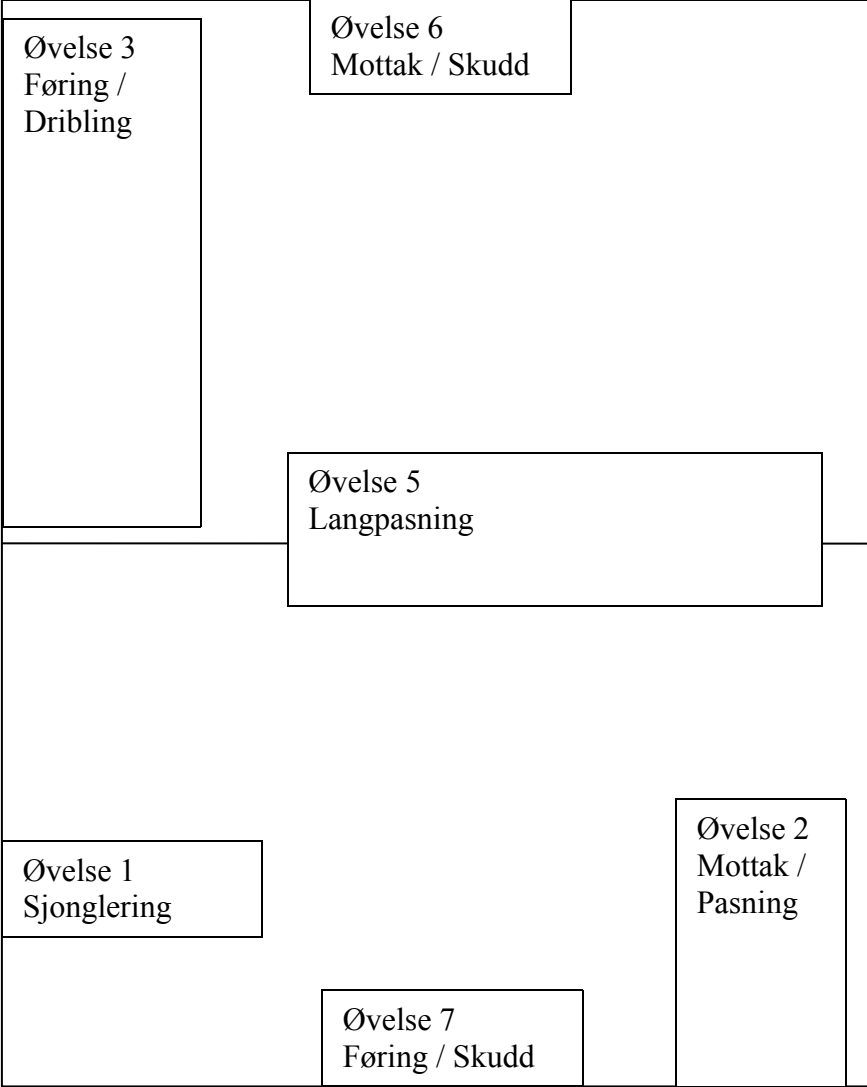 Øvelse 3
Føring /
Dribling
Øvelse 6
Mottak / Skudd
Øvelse 5
Langpasning
Øvelse 1
Sjonglering
Øvelse 2
Mottak /
Pasning
Øvelse 7
Føring / Skudd